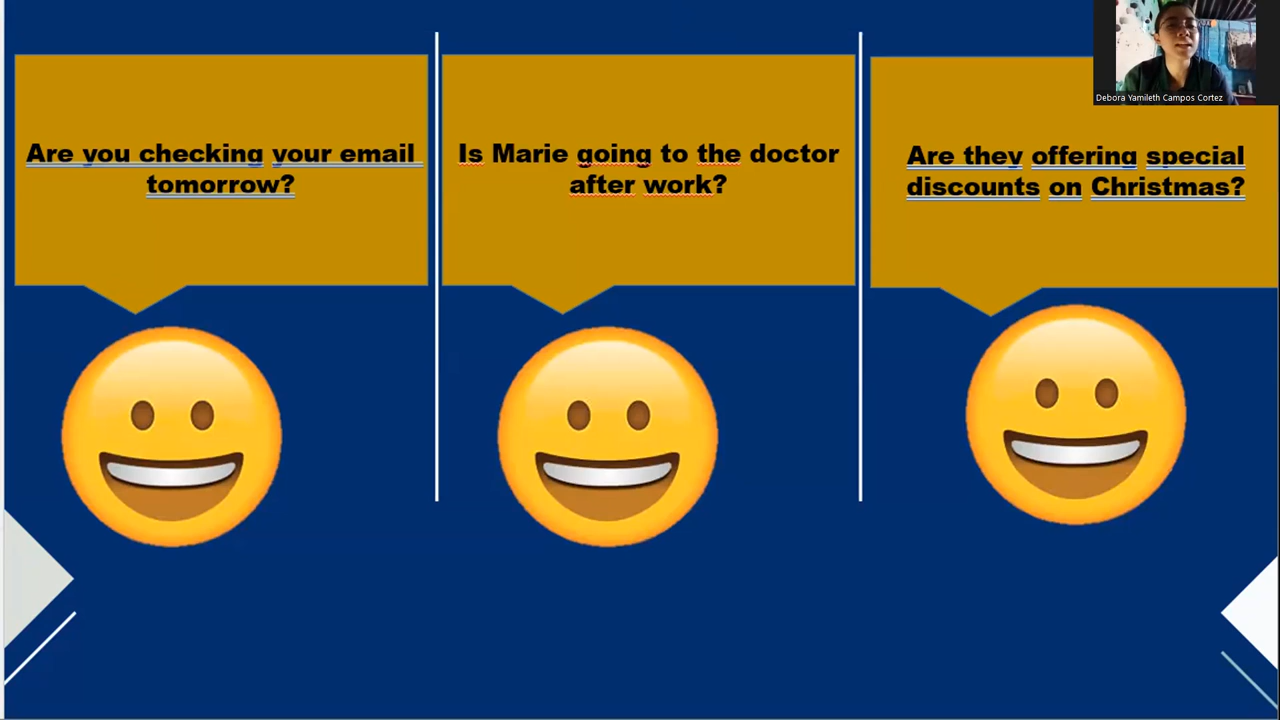 Are you checking your email
tomorrow?
Is Marie going to the doctor
after work?
Are they offering special
discounts on Christmas?
Debora Yamileth Campos Cortez